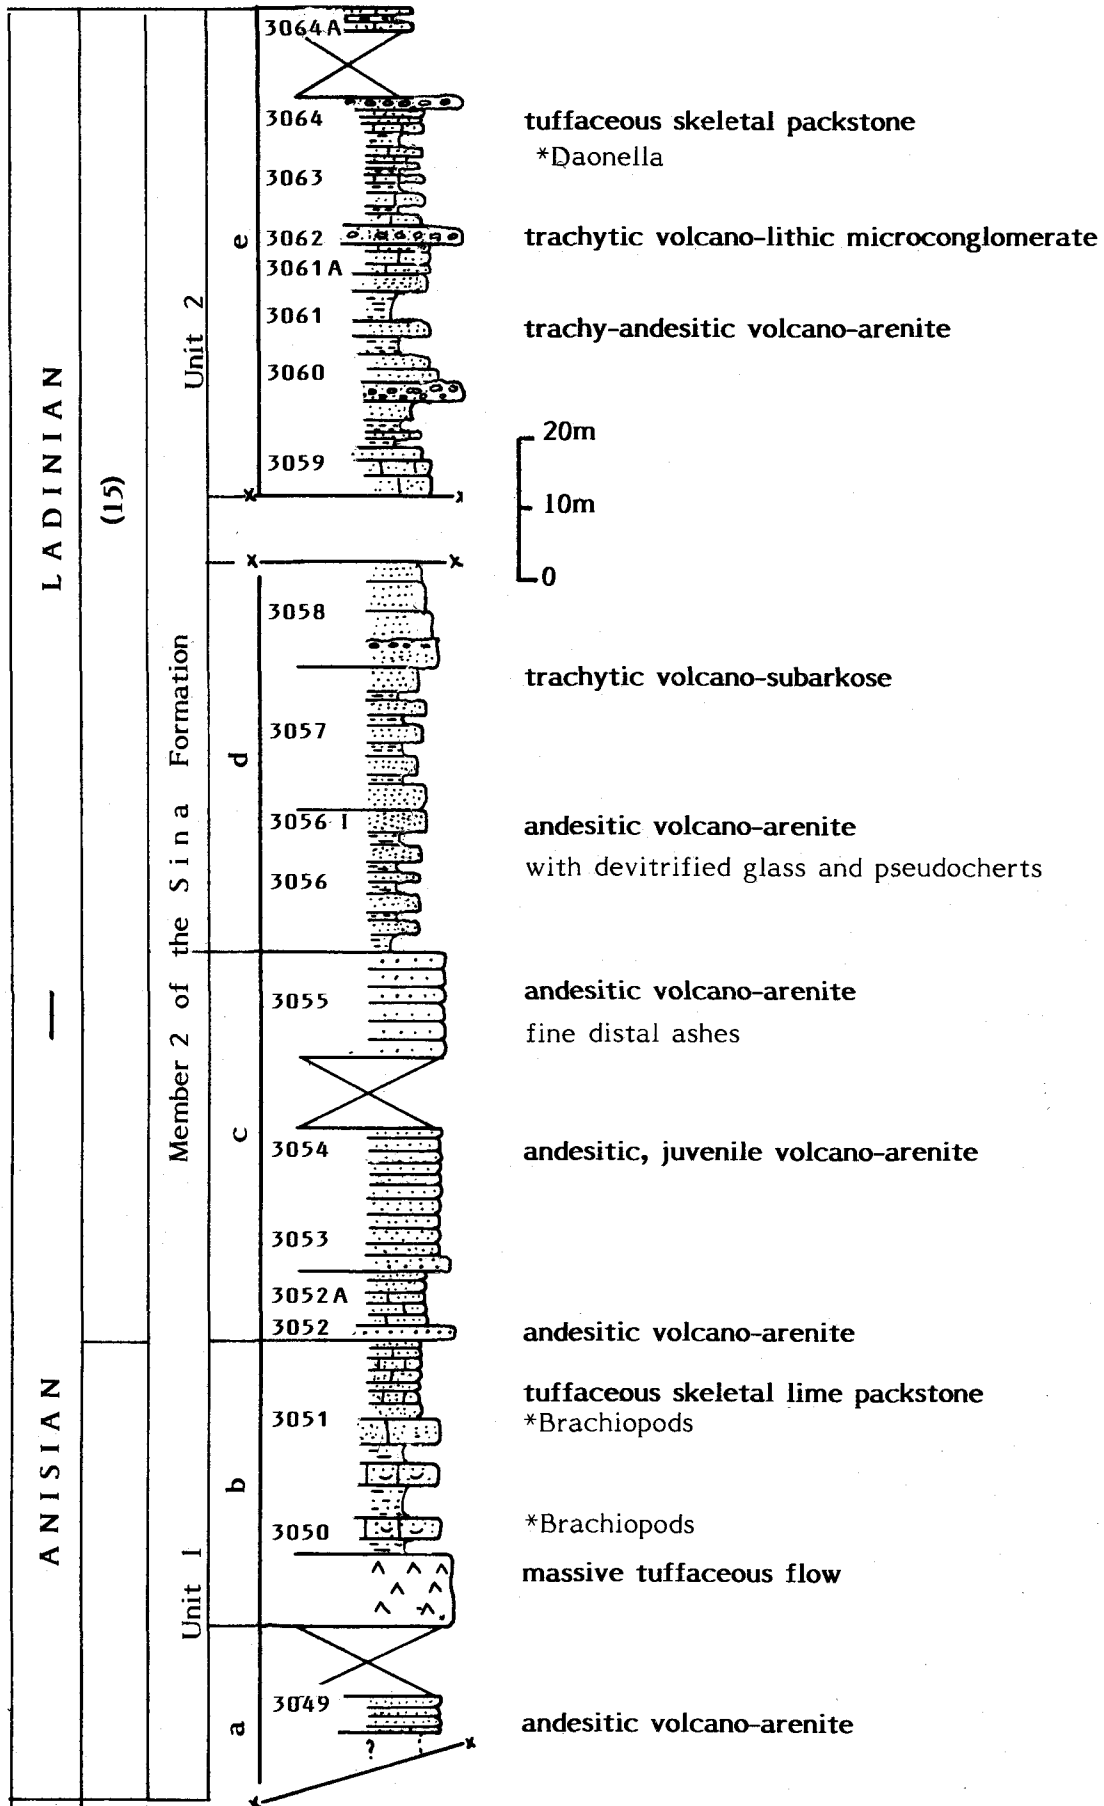 3064A
3064
tuffaceous skeletal packstone
*Daonella
3063
e
3062
trachytic volcano-lithic microconglomerate
3061A
3061
trachy-andesitic volcano-arenite
Unit 2
3060
LADINIAN
20m
3059
(15)
10m
0
3058
trachytic volcano-subarkose
Member 2 of the Sina Formation
3057
d
3056 I
andesitic volcano-arenite
with devitrified glass and pseudocherts
3056
3055
andesitic volcano-arenite
—
fine distal ashes
c
3054
andesitic, juvenile volcano-arenite
3053
3052A
3052
andesitic volcano-arenite
tuffaceous skeletal lime packstone
3051
*Brachiopods
ANISIAN
b
3050
*Brachiopods
massive tuffaceous flow
Unit 1
3049
a
andesitic volcano-arenite
?